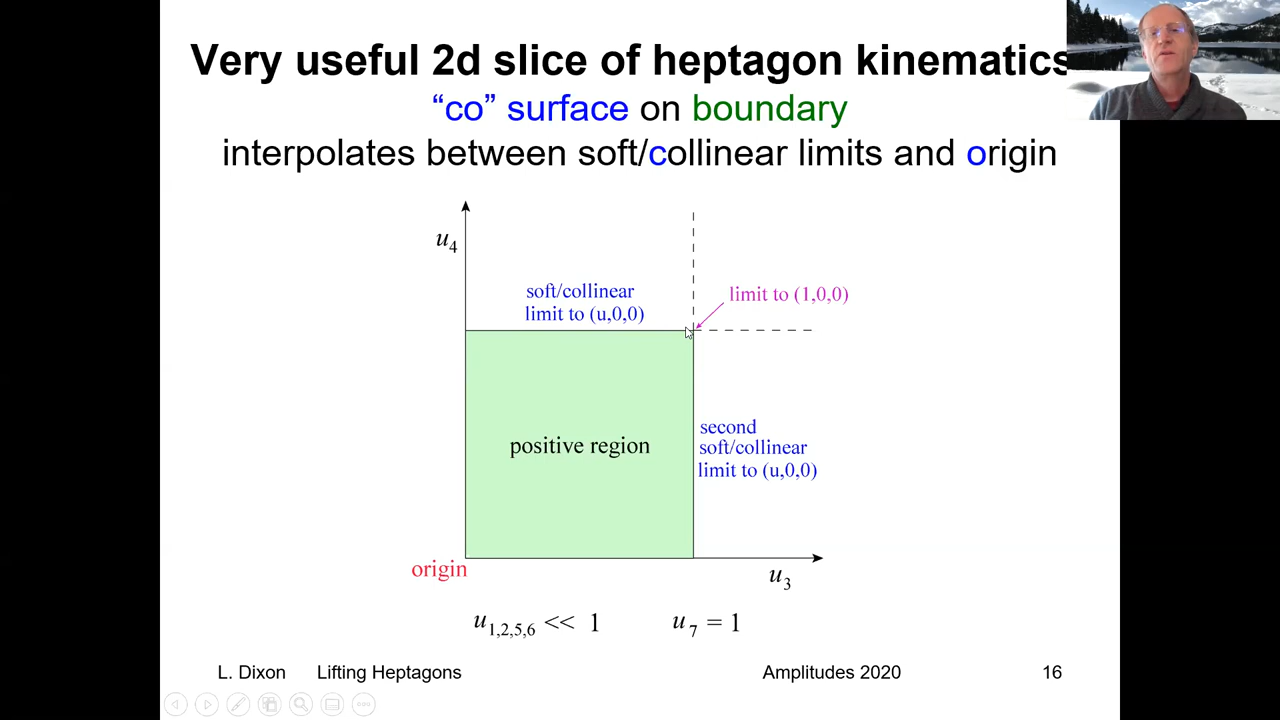 Very useful 2d slice of heptagon kinematics
“co” surface on boundary
interpolates between soft/collinear limits and origin
u4
soft/collinear
limit to (u,0,0)
limit to (1,0,0)
positive region
second
soft/collinear
limit to (u,0,0)
origin
u3
u1,2,5,6 << 1
u7 = 1
L. Dixon
Lifting Heptagons
Amplitudes 2020
16